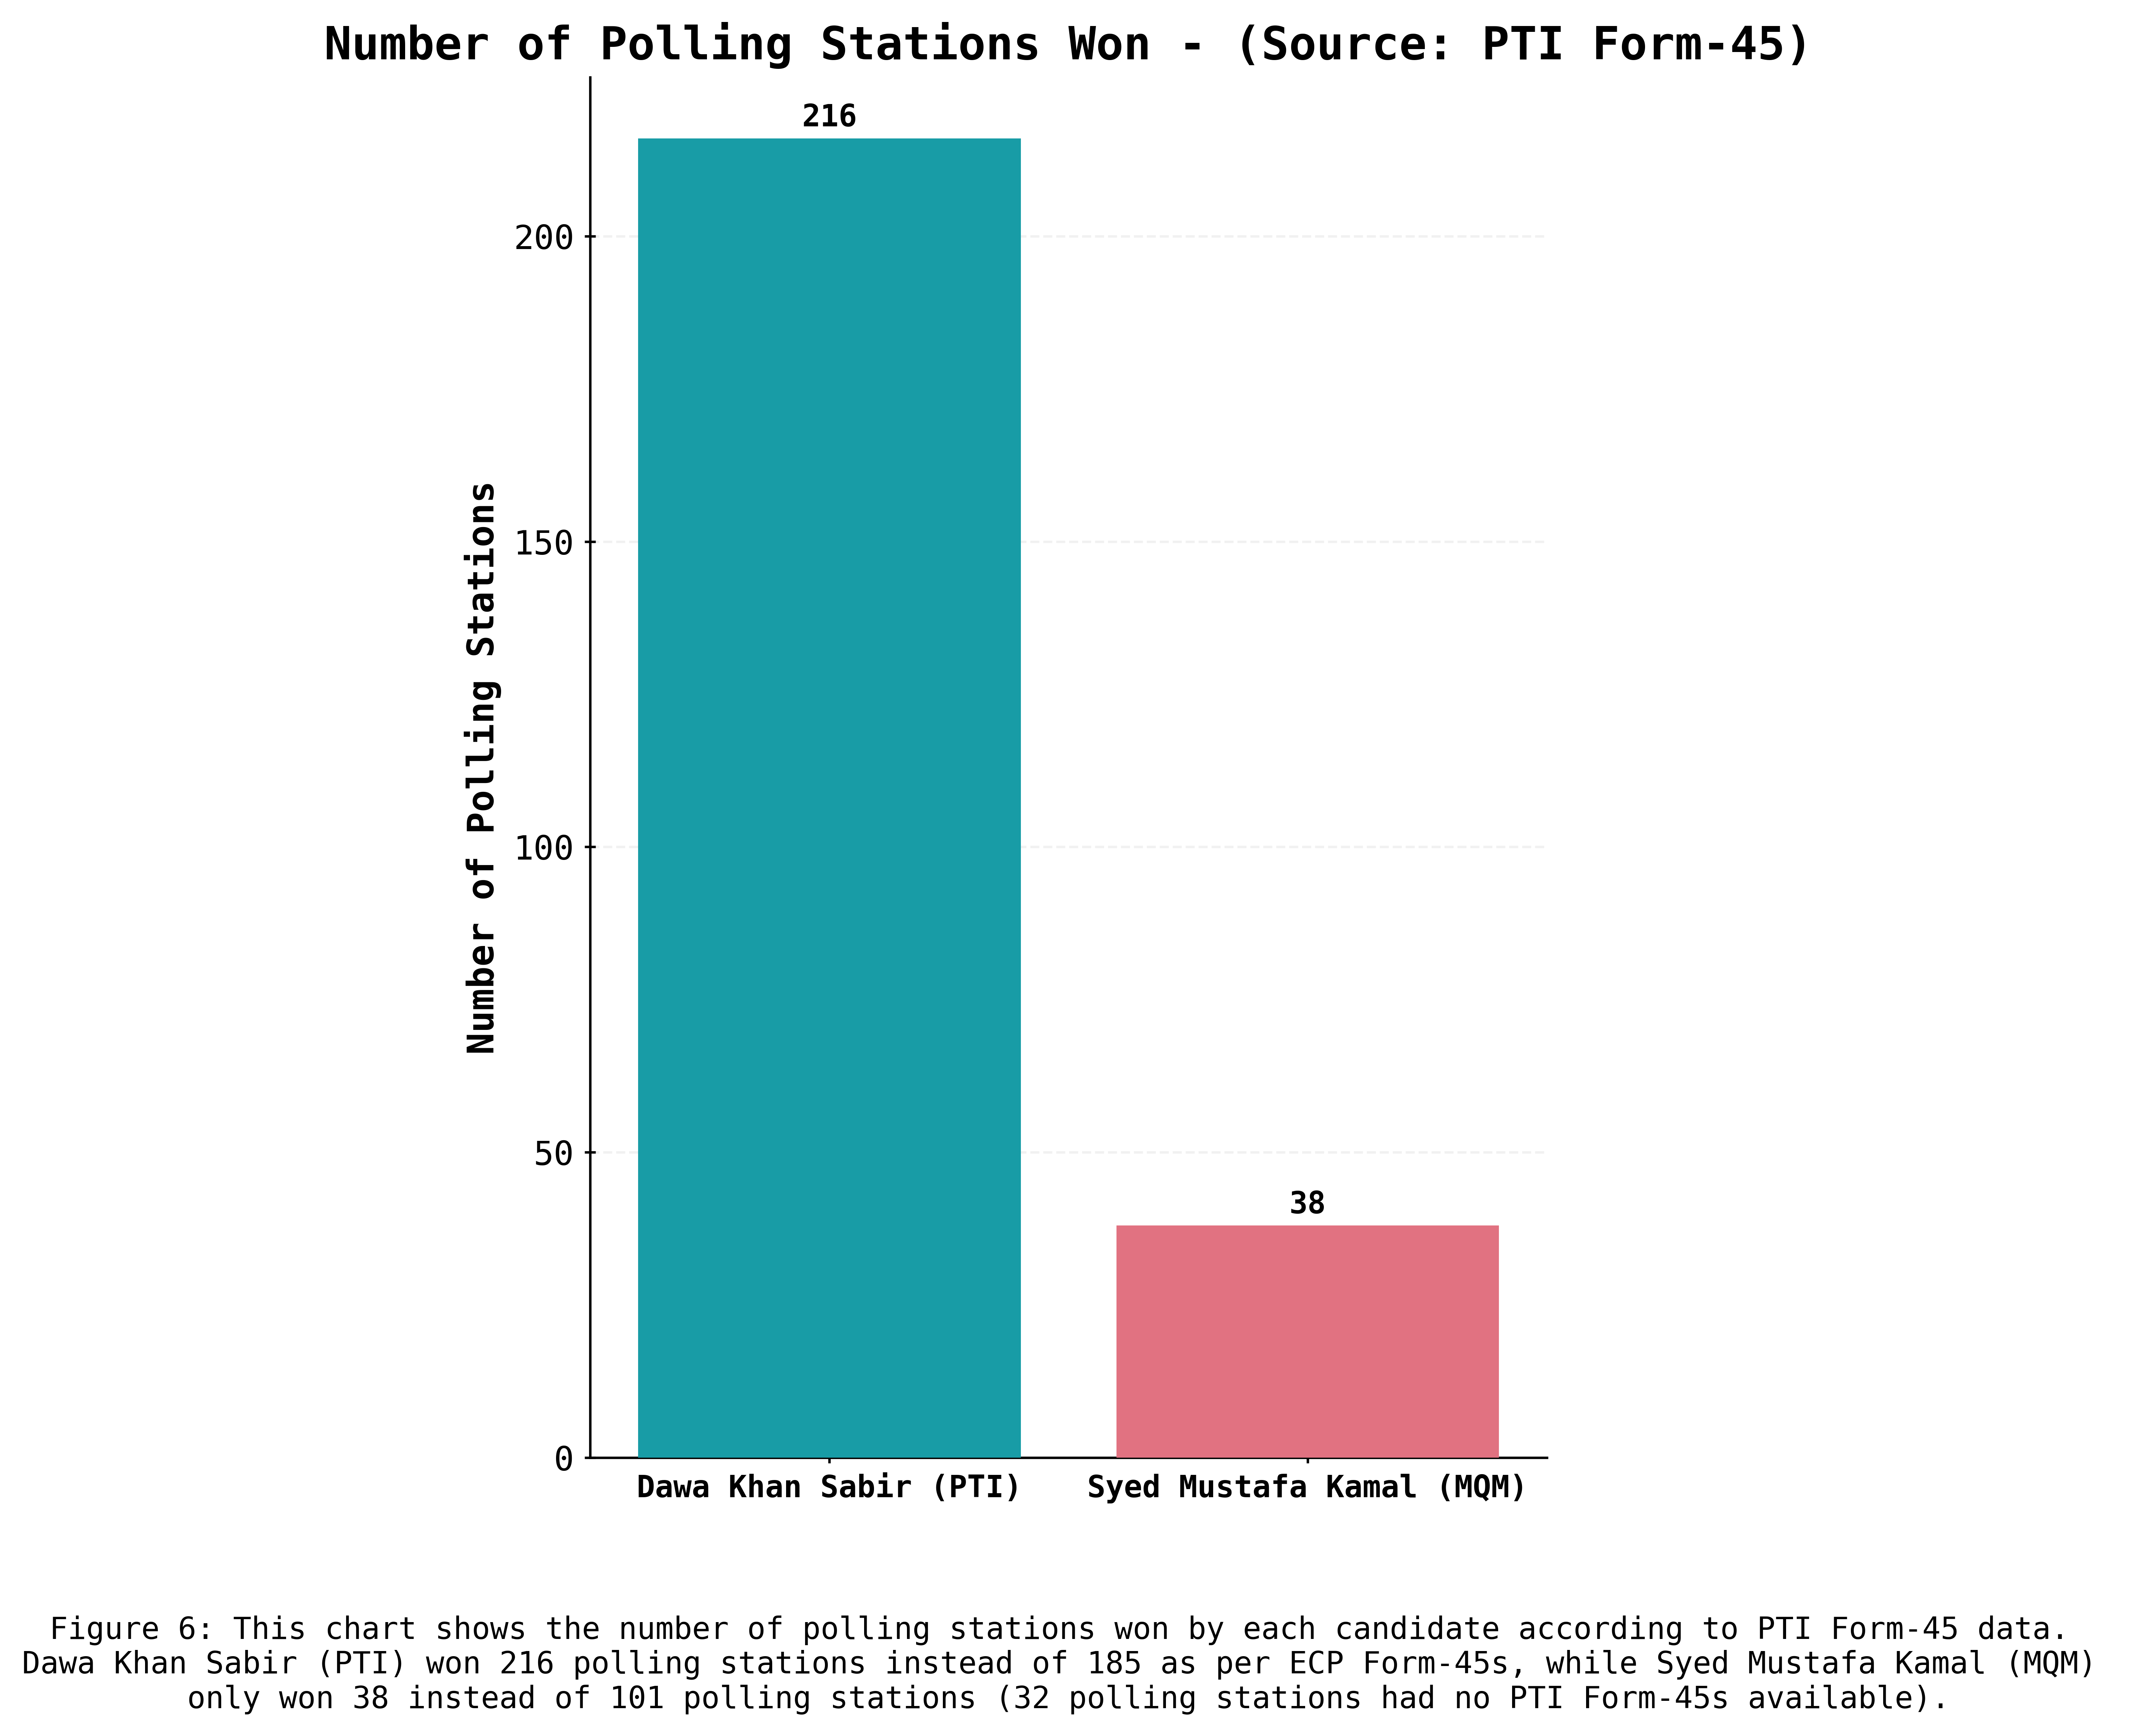 Number of Polling Stations Won - (Source: PTI Form-45)
216
200
150
100
50
0
Number of Polling Stations
38
Dawa Khan Sabir (PTI)
Syed Mustafa Kamal (MQM)
Figure 6: This chart shows the number of polling stations won by each candidate according to PTI Form-45 data.
Dawa Khan Sabir (PTI) won 216 polling stations instead of 185 as per ECP Form-45s, while Syed Mustafa Kamal (MQM)
only won 38 instead of 101 polling stations (32 polling stations had no PTI Form-45s available).